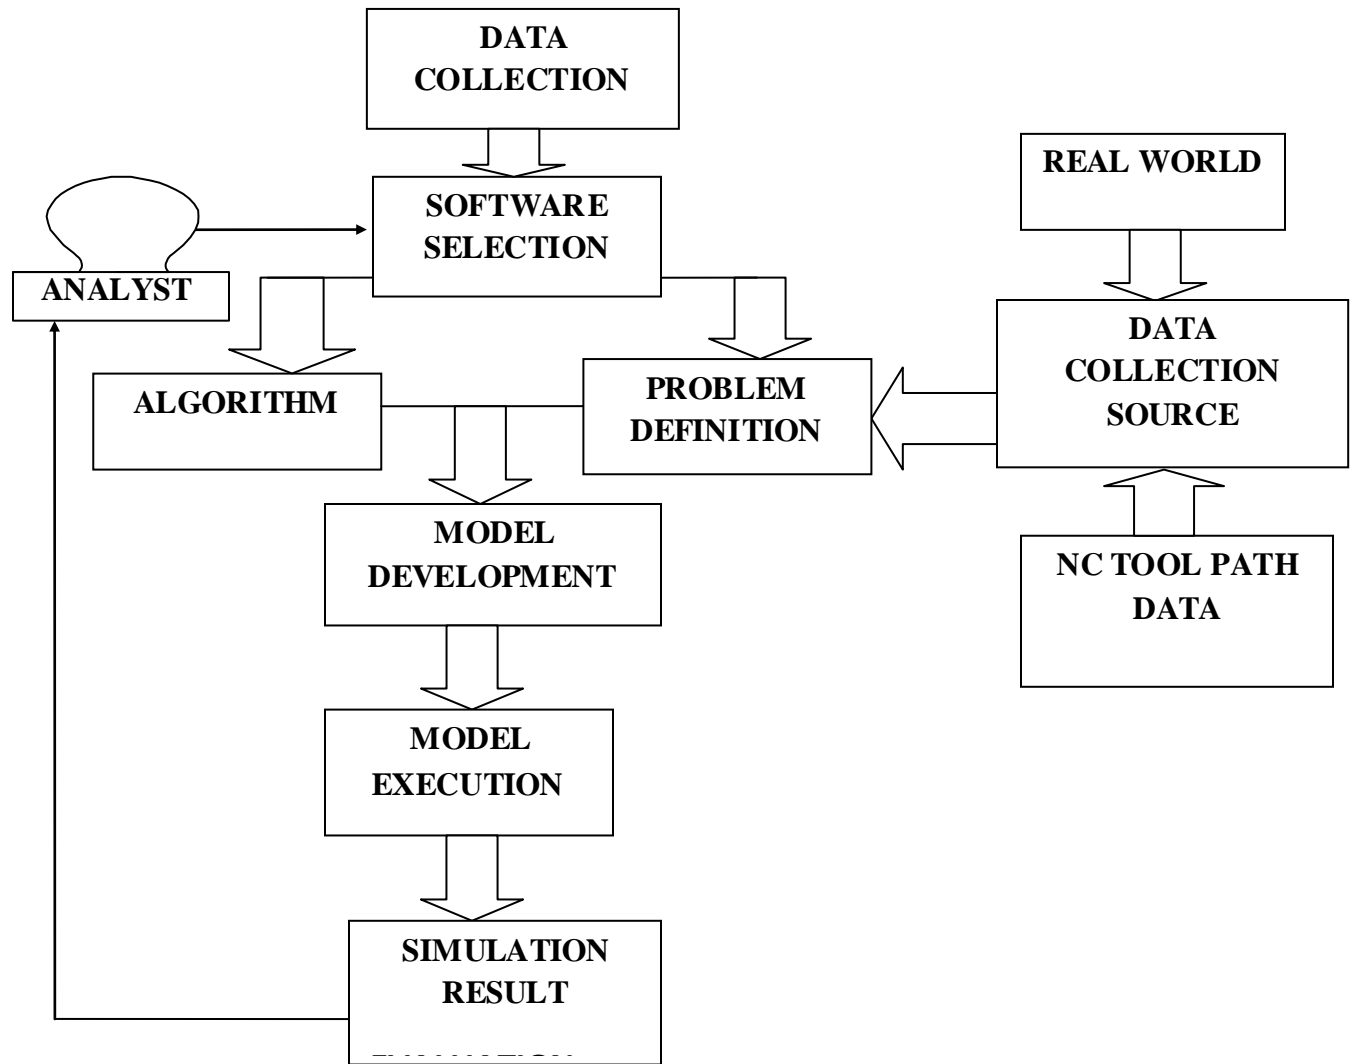 DATA
COLLECTION
REAL WORLD
SOFTWARE
SELECTION
ANALYST
DATA
COLLECTION
SOURCE
ALGORITHM
PROBLEM
DEFINITION
MODEL
DEVELOPMENT
NC TOOL PATH
DATA
MODEL
EXECUTION
SIMULATION
RESULT